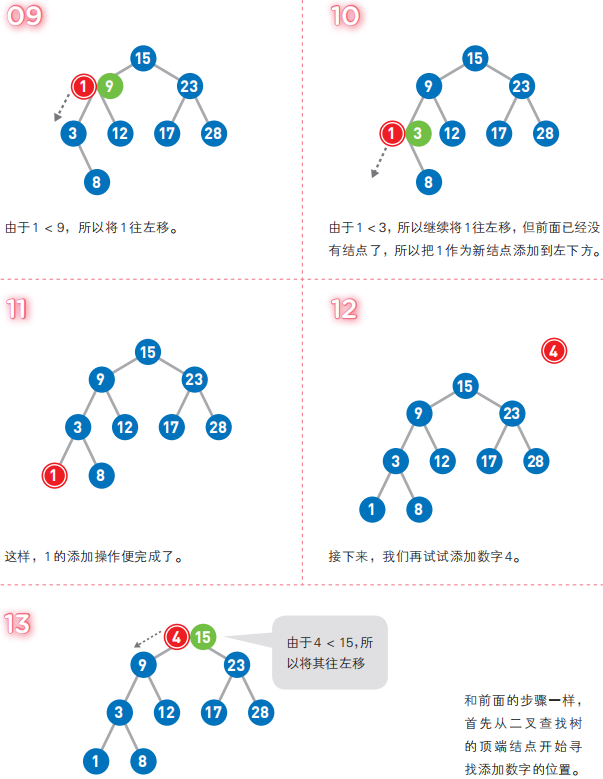 09
15
1 9 23
3 12 17 28
8
由于1 < 9，所以将1往左移。
10
15
9 23
1 3 12 17 28
8
由于1 < 3，所以继续将1往左移，但前面已经没
有结点了，所以把1作为新结点添加到左下方。
11
15
9 23
3 12 17 28
1 8
这样，1的添加操作便完成了。
12
4
15
9 23
3 12 17 28
1 8
接下来，我们再试试添加数字4。
13
4 15
9 23
3 12 17 28
1 8
由于4 < 15，所
以将其往左移
和前面的步骤一样，
首先从二叉查找树
的顶端结点开始寻
找添加数字的位置。